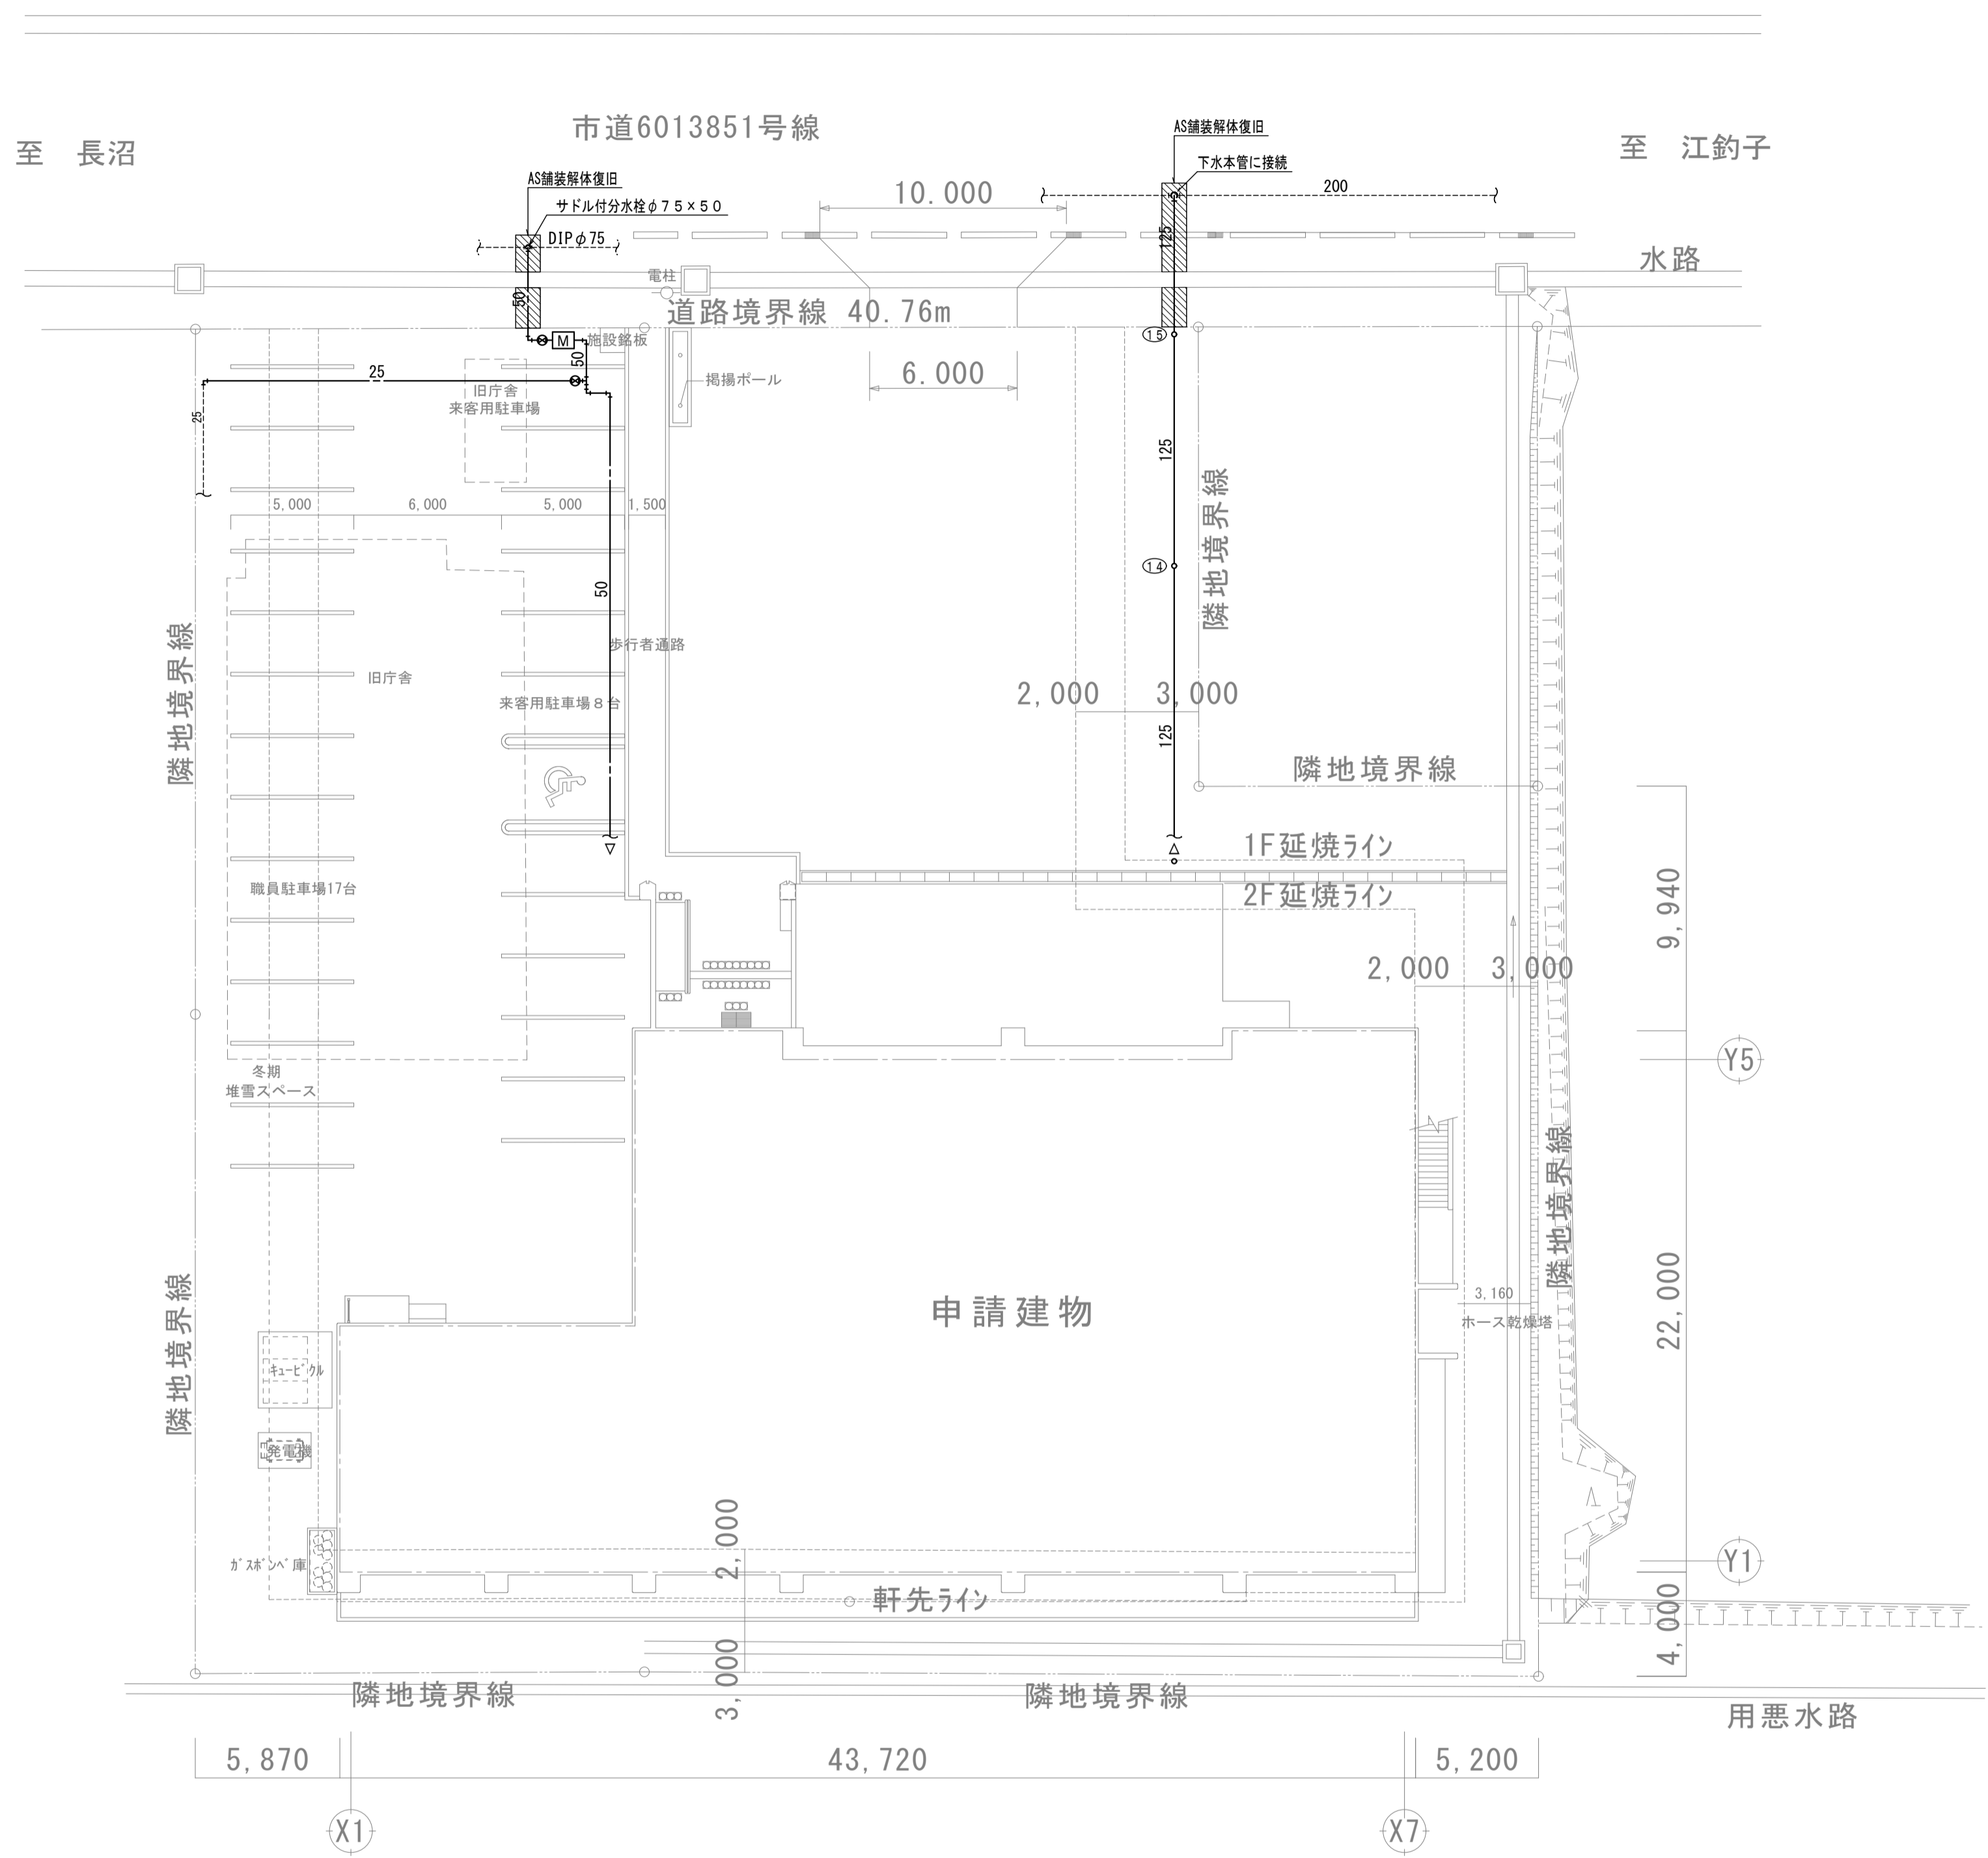 市道6013851号線
至　長沼
至　江釣子
AS舗装解体復旧
下水本管に接続
AS舗装解体復旧
サドル付分水栓φ７５×５０
DIPφ75
10.000
200
125
水路
電柱
50
道路境界線 40.76m
M
施設銘板
15
50
25
旧庁舎
来客用駐車場
掲揚ポール
6.000
25
125
5,000
6,000
5,000
1,500
隣地境界線
14
50
隣地境界線
歩行者通路
旧庁舎
来客用駐車場８台
2,000
3,000
125
隣地境界線
1F延焼ライン
2F延焼ライン
職員駐車場17台
9,940
2,000
3,000
冬期
堆雪スペース
Y5
隣地境界線
22,000
申請建物
3,160
ホース乾燥塔
隣地境界線
キュービクル
発電機
ガスボンベ庫
2,000
Y1
軒先ライン
4,000
3,000
隣地境界線
隣地境界線
用悪水路
5,870
43,720
5,200
X1
X7